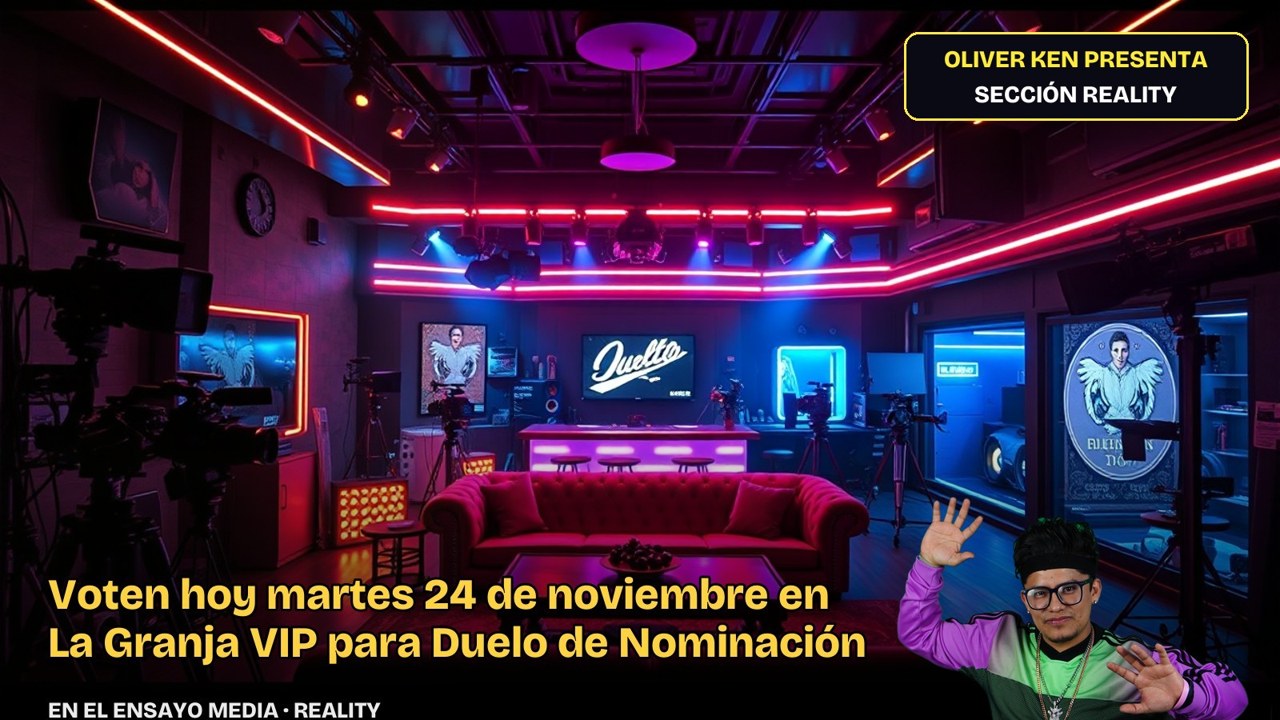 OLIVER KEN PRESENTA
SECCIÓN REALITY
Duelto
Voten hoy martes 24 de noviembre en
La Granja VIP para Duelo de Nominación
EN EL ENSAYO MEDIA · REALITY